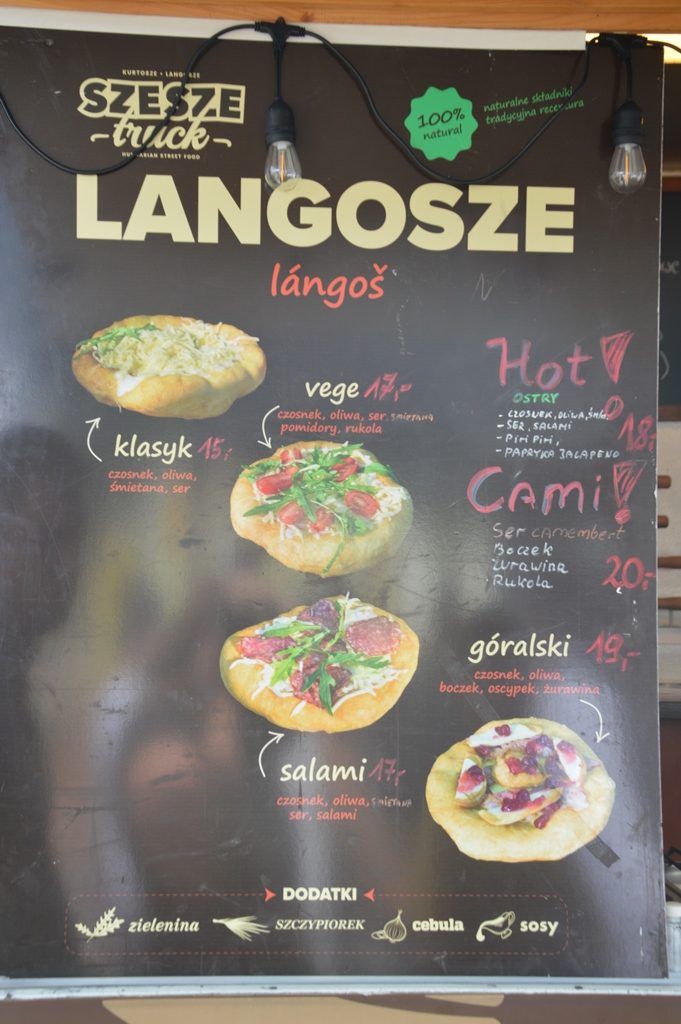 KURTOSZE • LANGOSZE
SZESZE
truck
HUNGARIAN STREET FOOD
100%
natural
naturalne składniki
tradycyjna receptura
LANGOSZE
lángoš
klasyk 15,-
czosnek, oliwa,
śmietana, ser
vege 17,-
czosnek, oliwa, ser, śmietana
pomidory, rukola
Hot!
OSTRY
- CZOSNEK, OLIWA,
- SER, SALAMI
- PIRI PIRI,
- PAPRYKA JALAPENO
18,-
CAMi!
Ser camembert
Boczek
Żurawina
Rukola
20,-
góralski 19,-
czosnek, oliwa,
boczek, oscypek, żurawina
salami 17,-
czosnek, oliwa, śmietana
ser, salami
DODATKI
zielenina
SZCZYPIOREK
cebula
sosy